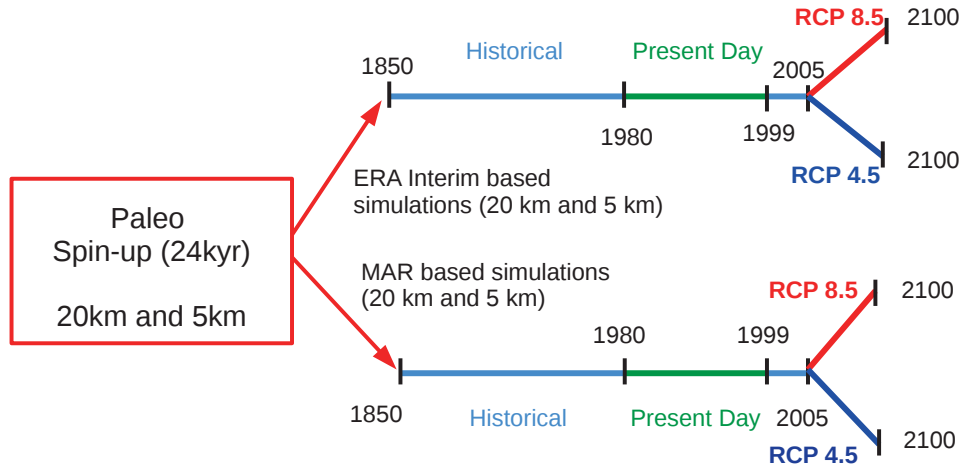 RCP 8.5
2100
Historical
Present Day
1850
2005
1980
1999
RCP 4.5
2100
ERA Interim based
simulations (20 km and 5 km)
Paleo
Spin-up (24kyr)
20km and 5km
MAR based simulations
(20 km and 5 km)
RCP 8.5
2100
1980
1999
1850
Historical
Present Day
2005
RCP 4.5
2100